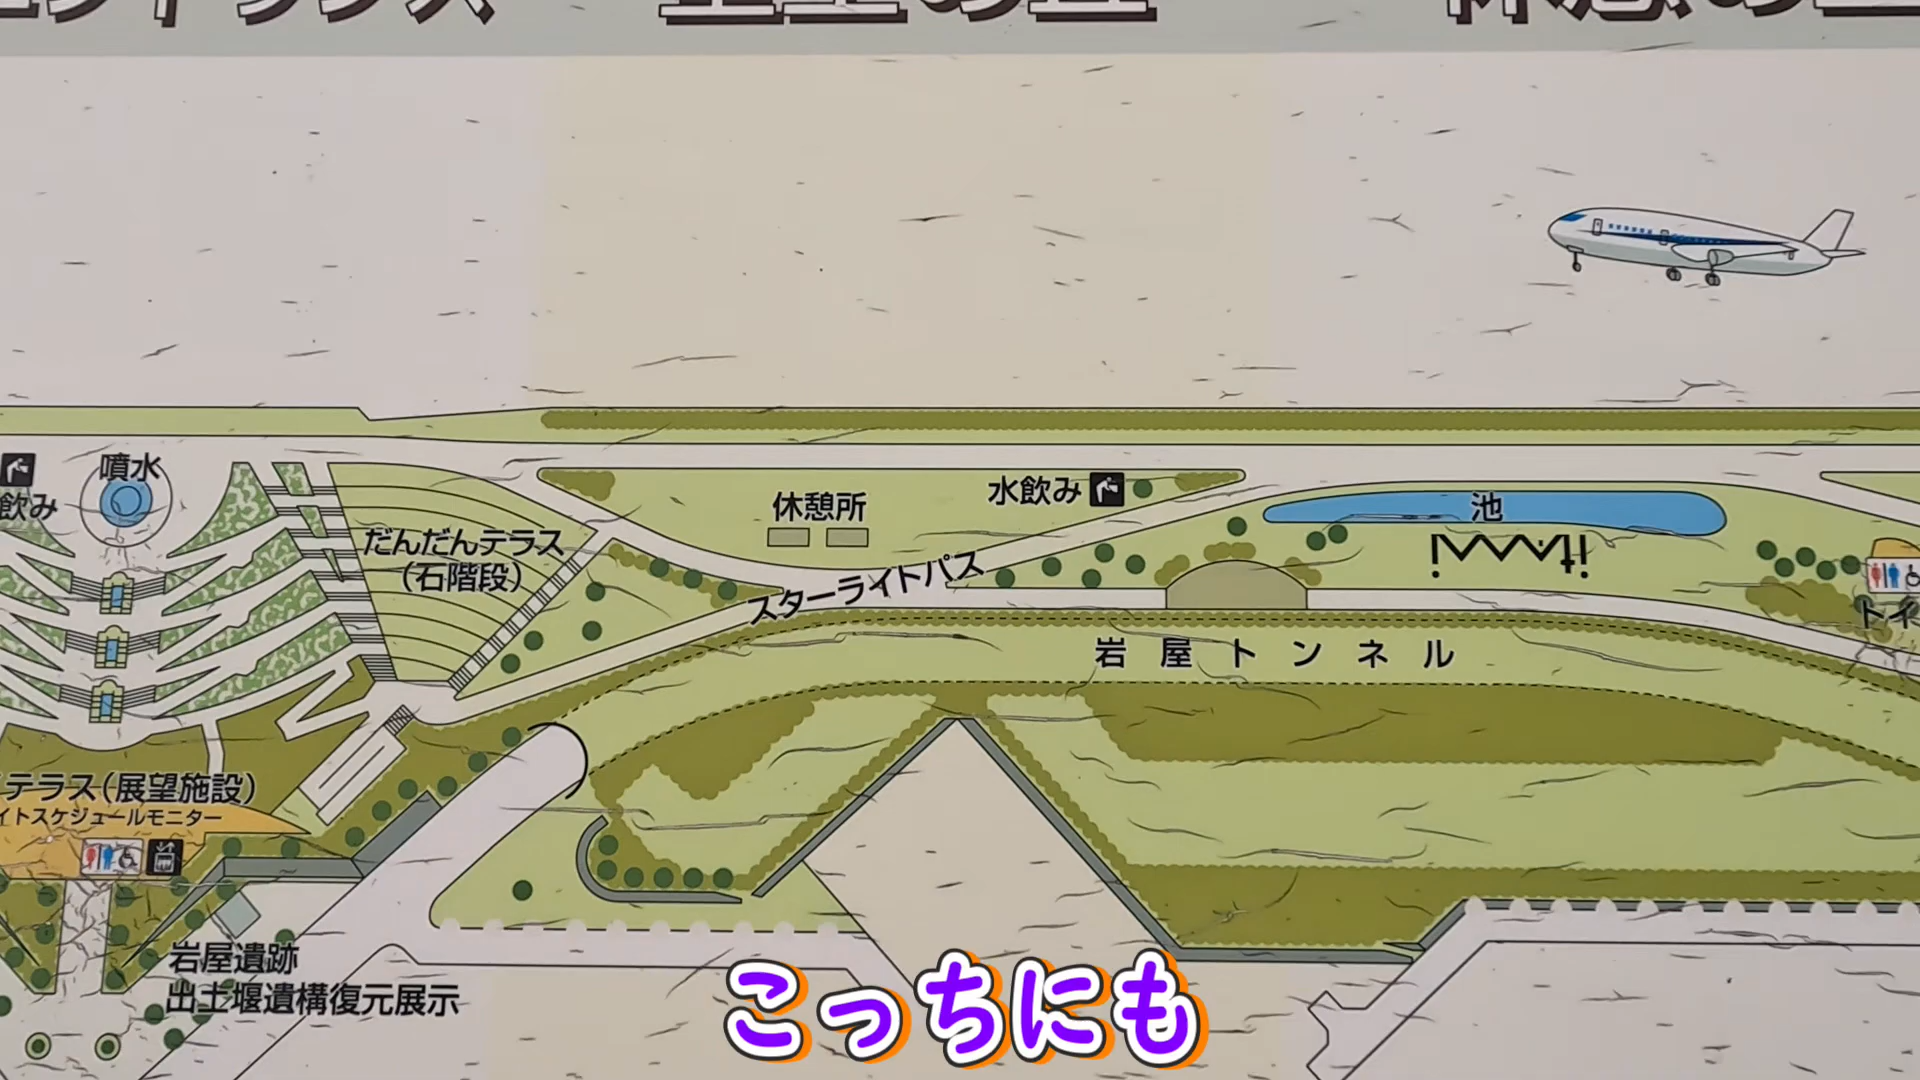 噴水
飲み
だんだんテラス
(石階段)
休憩所
水飲み
スターライトパス
池
itami
岩屋トンネル
トイ
テラス(展望施設)
イトスケジュールモニター
岩屋遺跡
出土堰遺構復元展示
こっちにも